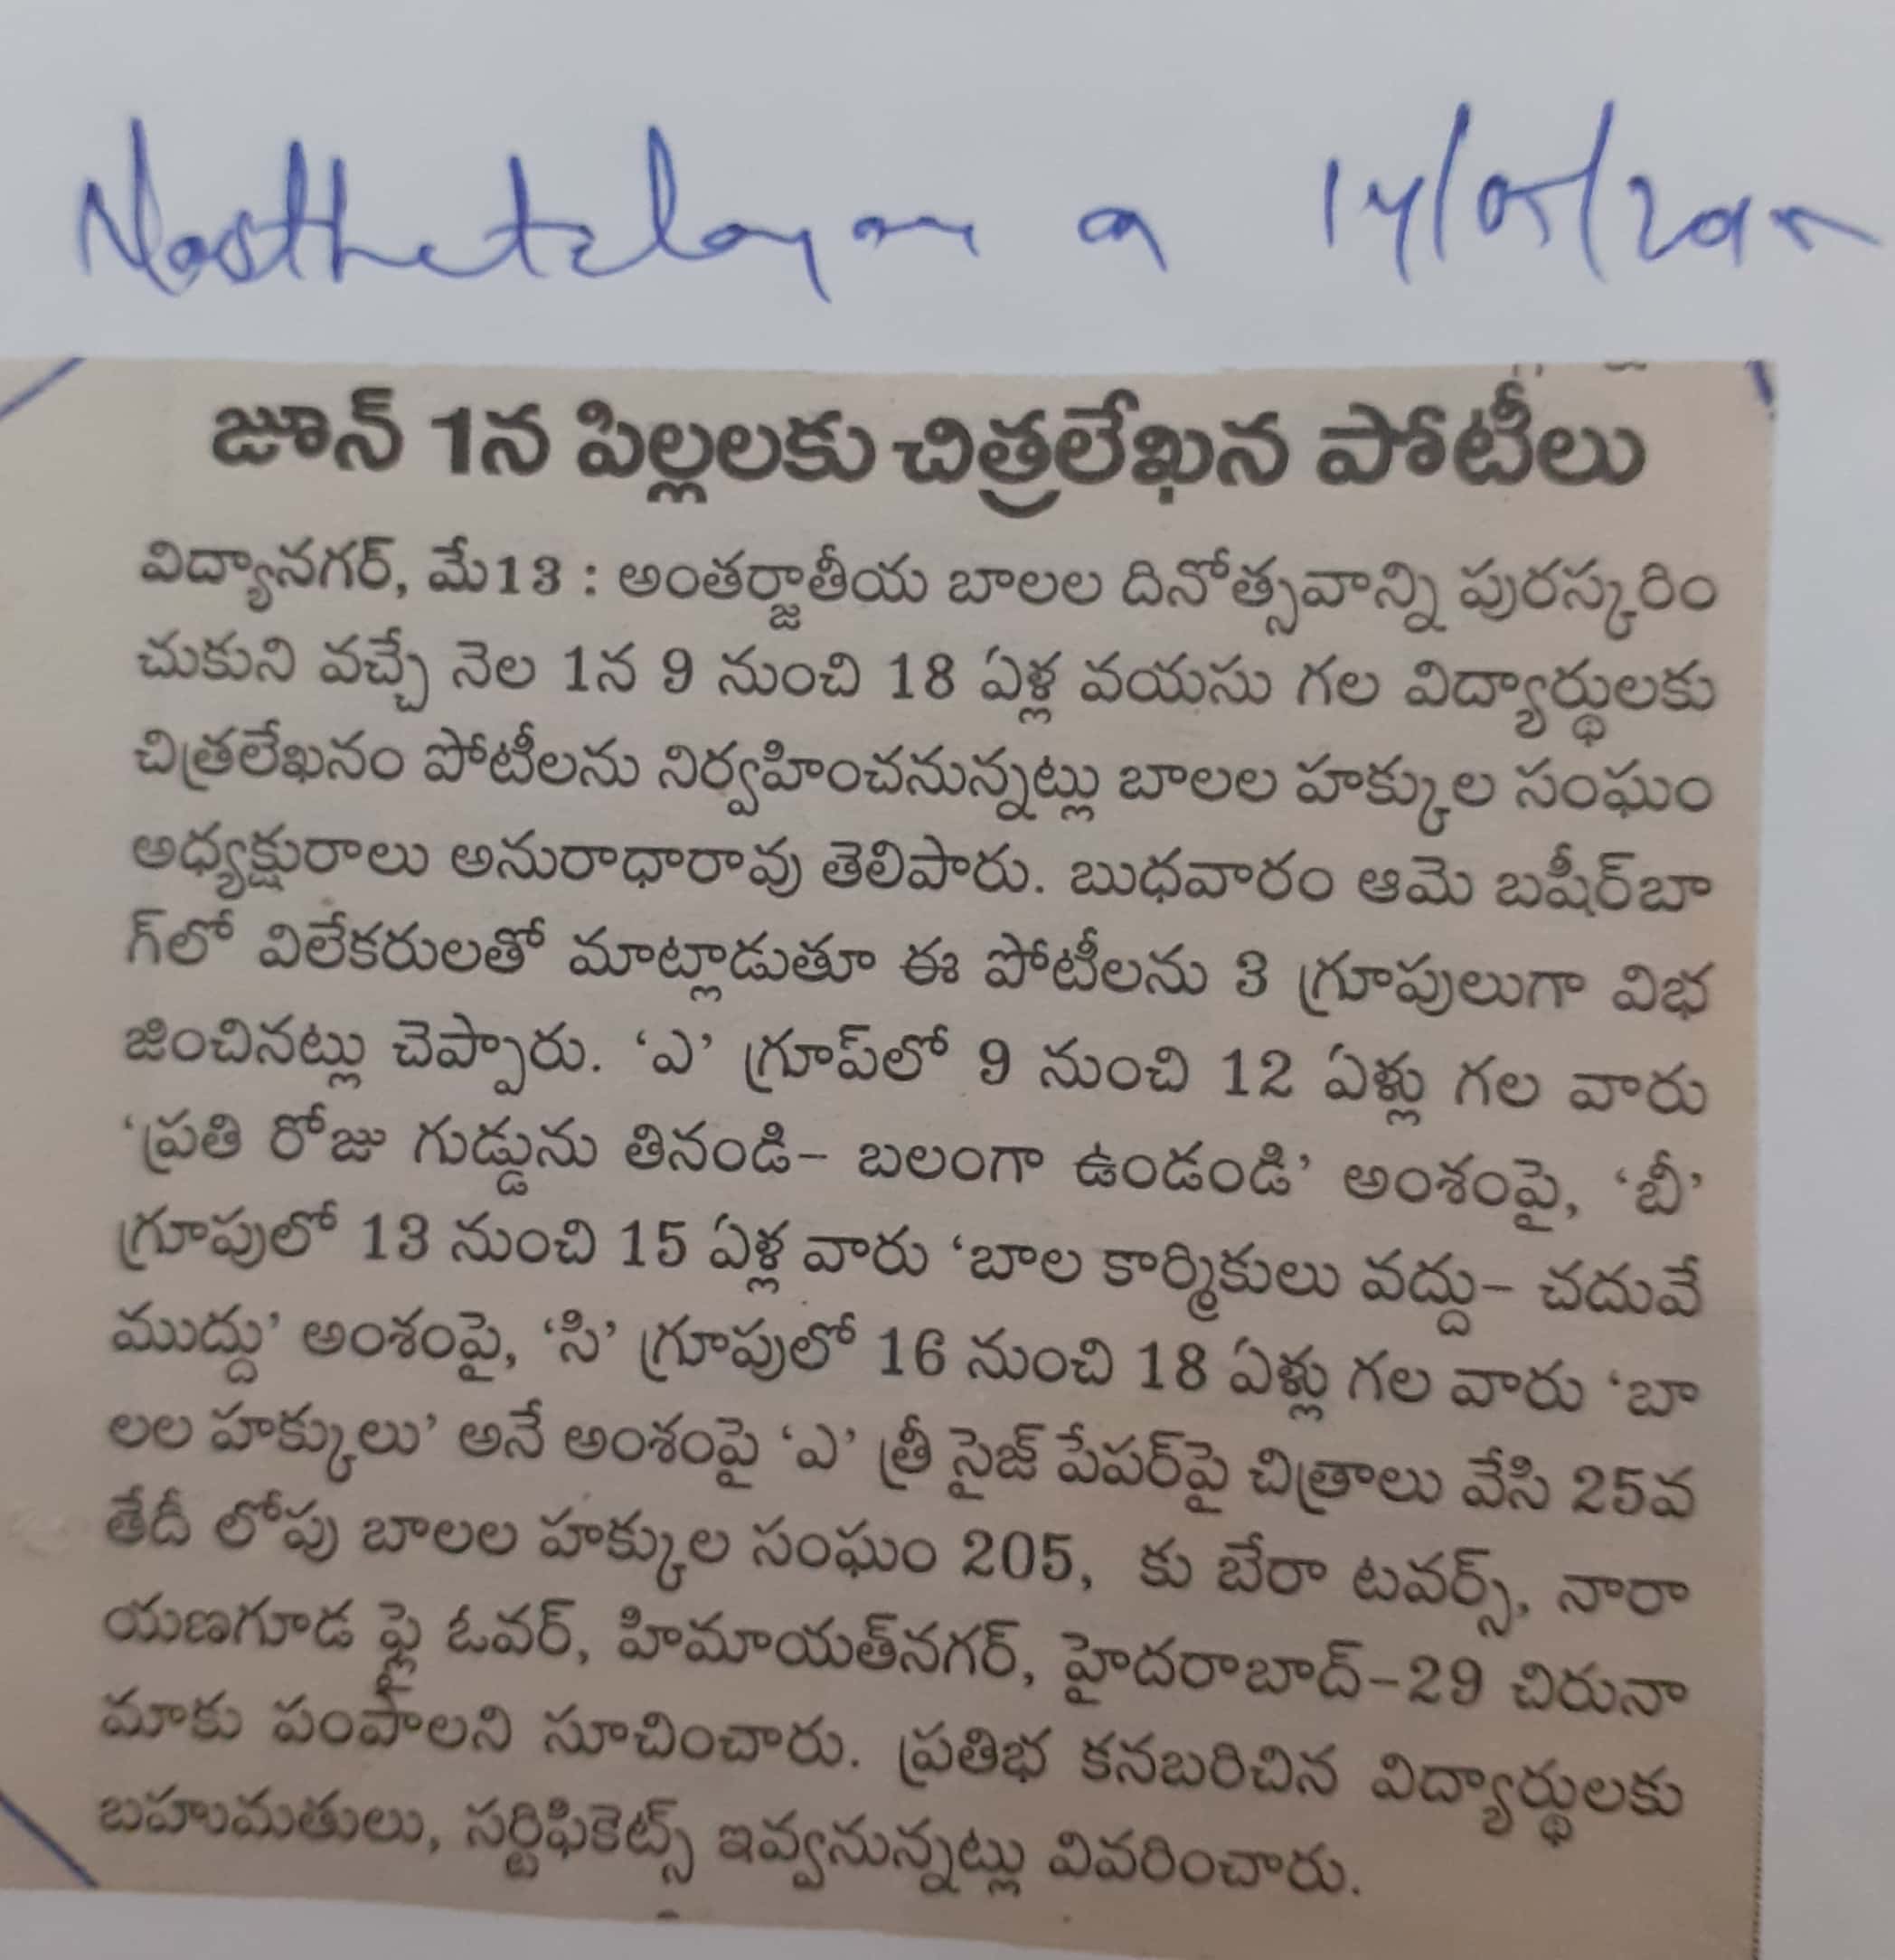 14/05/2015
జూన్ 1న పిల్లలకు చిత్రలేఖన పోటీలు
విద్యానగర్, మే13 : అంతర్జాతీయ బాలల దినోత్సవాన్ని పురస్కరిం
చుకుని వచ్చే నెల 1న 9 నుంచి 18 ఏళ్ల వయసు గల విద్యార్థులకు
చిత్రలేఖనం పోటీలను నిర్వహించనున్నట్లు బాలల హక్కుల సంఘం
అధ్యక్షురాలు అనురాధారావు తెలిపారు. బుధవారం ఆమె బషీర్‌బా
గ్‌లో విలేకరులతో మాట్లాడుతూ ఈ పోటీలను 3 గ్రూపులుగా విభ
జించినట్లు చెప్పారు. ‘ఎ’ గ్రూప్‌లో 9 నుంచి 12 ఏళ్లు గల వారు
‘ప్రతి రోజు గుడ్డును తినండి– బలంగా ఉండండి’ అంశంపై, ‘బీ’
గ్రూపులో 13 నుంచి 15 ఏళ్ల వారు ‘బాల కార్మికులు వద్దు– చదువే
ముద్దు’ అంశంపై, ‘సి’ గ్రూపులో 16 నుంచి 18 ఏళ్లు గల వారు ‘బా
లల హక్కులు’ అనే అంశంపై ‘ఎ’ త్రీ సైజ్ పేపర్‌పై చిత్రాలు వేసి 25వ
తేదీ లోపు బాలల హక్కుల సంఘం 205, కు బేరా టవర్స్, నారా
యణగూడ ఫ్లై ఓవర్, హిమాయత్‌నగర్, హైదరాబాద్–29 చిరునా
మాకు పంపాలని సూచించారు. ప్రతిభ కనబరిచిన విద్యార్థులకు
బహుమతులు, సర్టిఫికెట్స్ ఇవ్వనున్నట్లు వివరించారు.